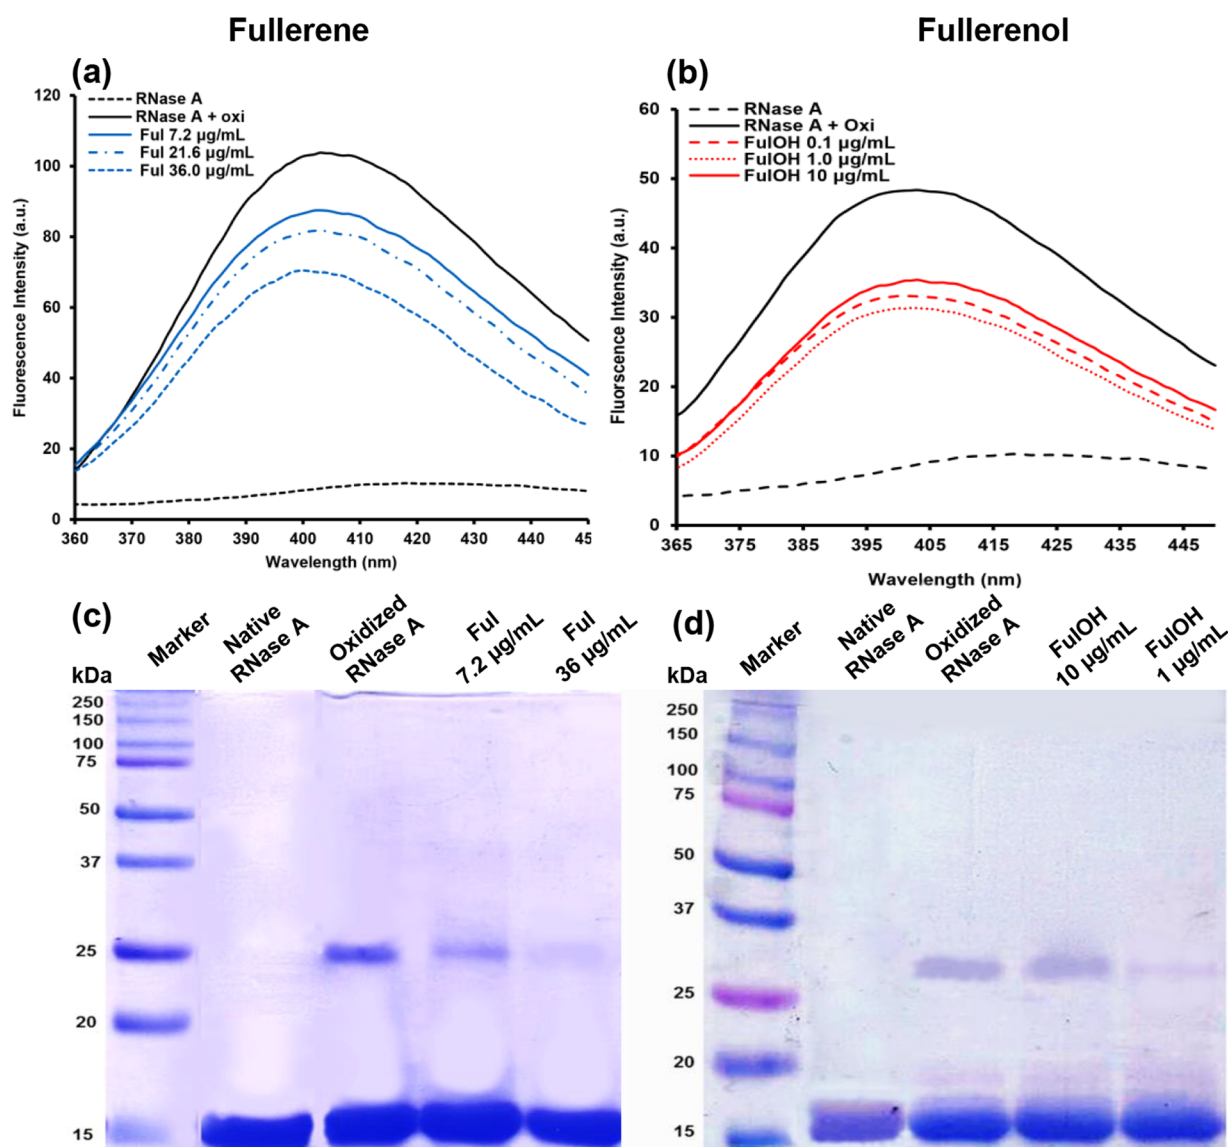 Fullerene
Fullerenol
(a)
120
100
80
60
40
20
0
Fluorescence Intensity (a.u.)
RNase A
RNase A + oxi
Ful 7.2 µg/mL
Ful 21.6 µg/mL
Ful 36.0 µg/mL
360 370 380 390 400 410 420 430 440 45
Wavelength (nm)
(b)
60
50
40
30
20
10
0
Fluorscence Intensity (a.u.)
RNase A
RNase A + Oxi
FulOH 0.1 µg/mL
FulOH 1.0 µg/mL
FulOH 10 µg/mL
365 375 385 395 405 415 425 435 445
Wavelength (nm)
(c)
kDa
Marker
Native
RNase A
Oxidized
RNase A
Ful
7.2 µg/mL
Ful
36 µg/mL
250
150
100
75
50
37
25
20
15
(d)
kDa
Marker
Native
RNase A
Oxidized
RNase A
FulOH
10 µg/mL
FulOH
1 µg/mL
250
150
100
75
50
37
25
20
15